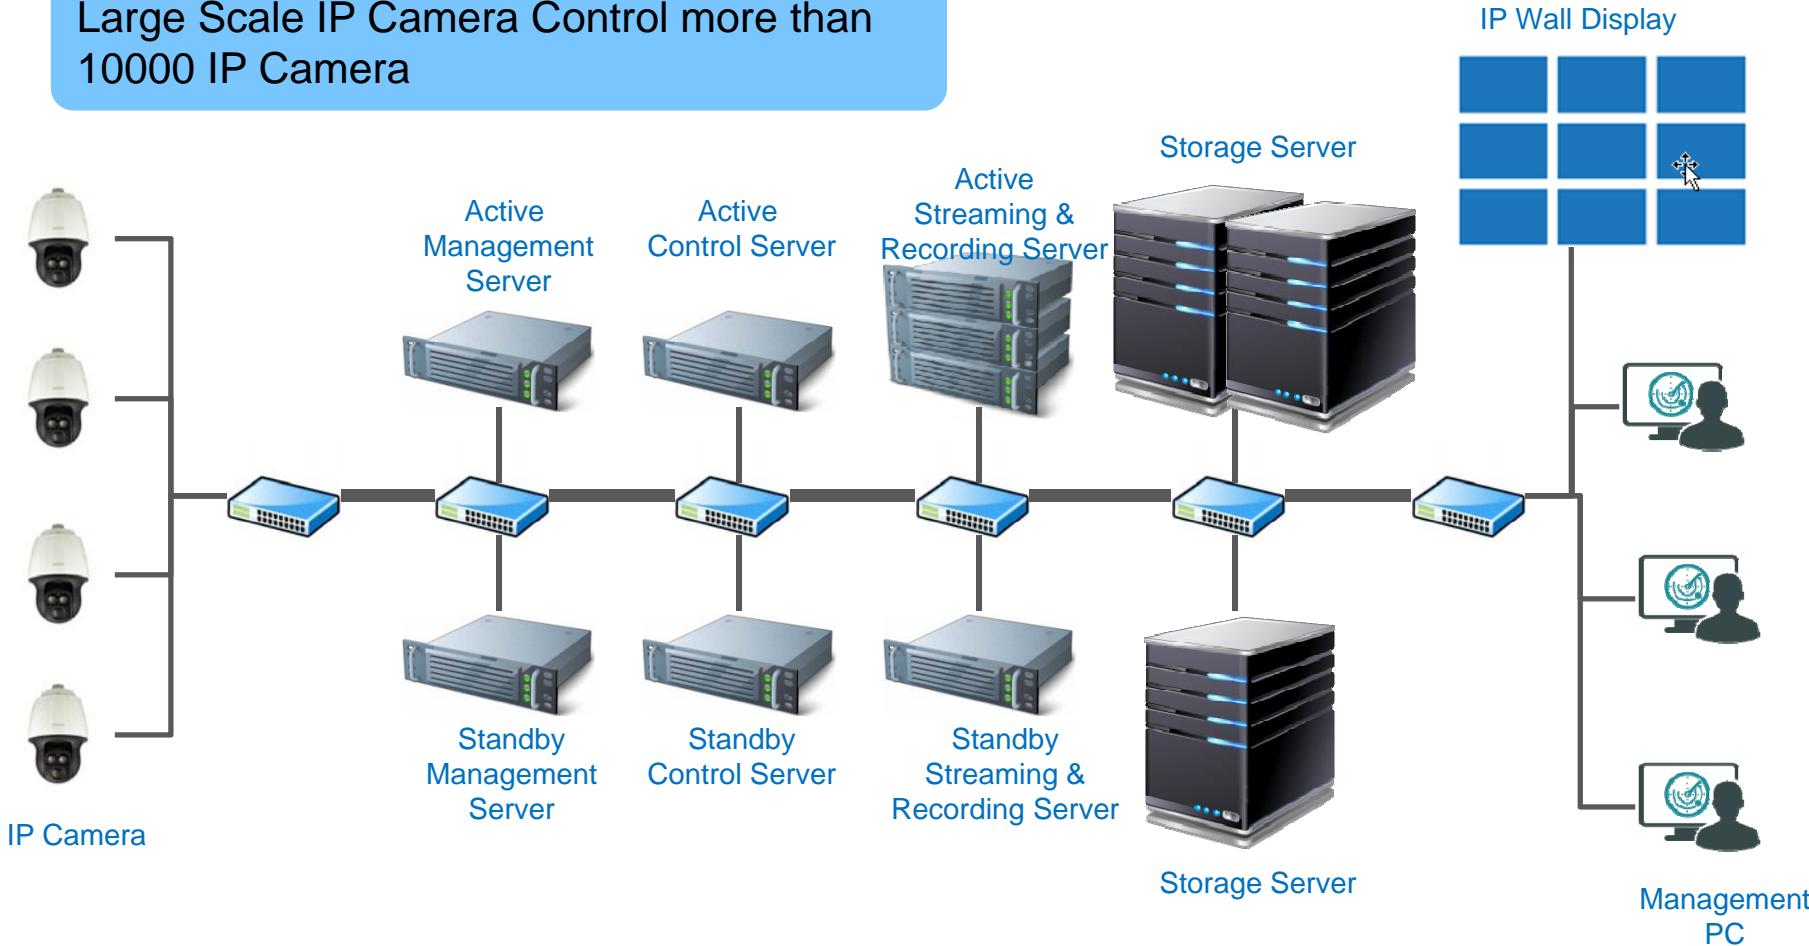 Large Scale IP Camera Control more than
10000 IP Camera
IP Wall Display
Storage Server
Active
Streaming &
Recording Server
Active
Management
Server
Active
Control Server
Standby
Management
Server
Standby
Control Server
Standby
Streaming &
Recording Server
IP Camera
Storage Server
Management
PC